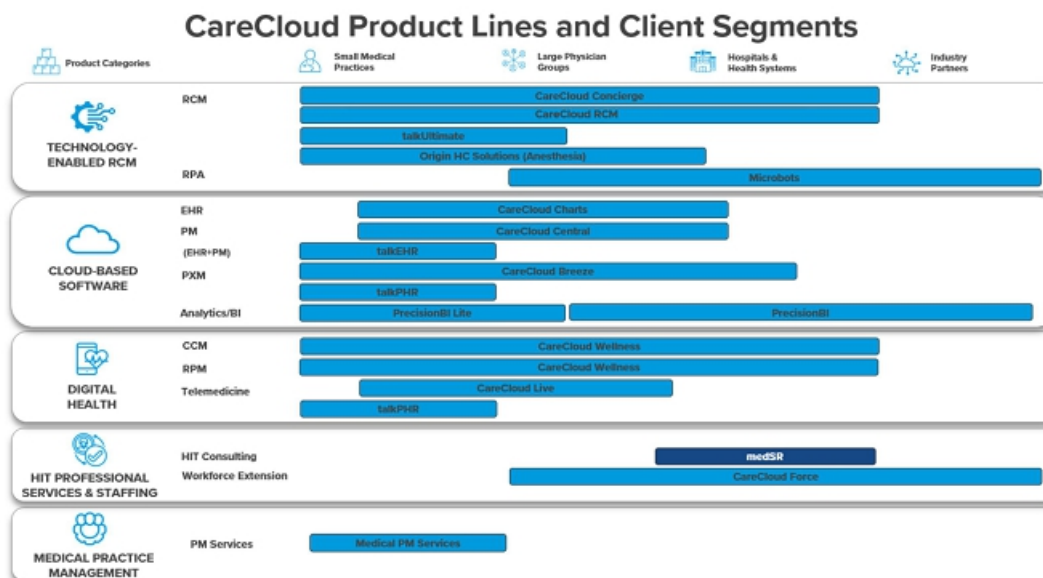 CareCloud Product Lines and Client Segments
Product Categories
Small Medical
Practices
Large Physician
Groups
Hospitals &
Health Systems
Industry
Partners
TECHNOLOGY-
ENABLED RCM
RCM
CareCloud Concierge
CareCloud RCM
talkUltimate
Origin HC Solutions (Anesthesia)
RPA
Microbots
CLOUD-BASED
SOFTWARE
EHR
CareCloud Charts
PM
CareCloud Central
(EHR+PM)
talkEHR
PXM
CareCloud Breeze
talkPHR
Analytics/BI
PrecisionBI Lite
PrecisionBI
DIGITAL
HEALTH
CCM
CareCloud Wellness
RPM
CareCloud Wellness
Telemedicine
CareCloud Live
talkPHR
HIT PROFESSIONAL
SERVICES & STAFFING
HIT Consulting
medSR
Workforce Extension
CareCloud Force
MEDICAL PRACTICE
MANAGEMENT
PM Services
Medical PM Services